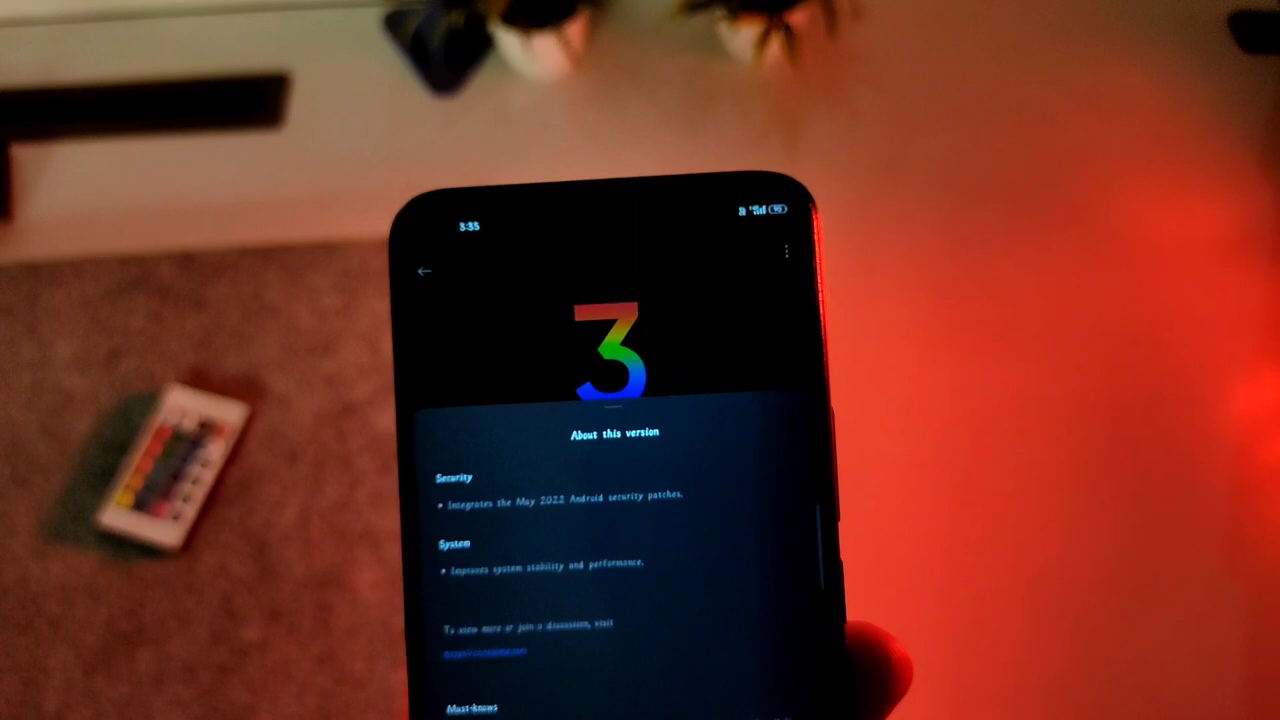 3:35
90
3
About this version
Security
• Integrates the May 2022 Android security patches.
System
• Improves system stability and performance.
To view more or join a discussion, visit
Must-knows